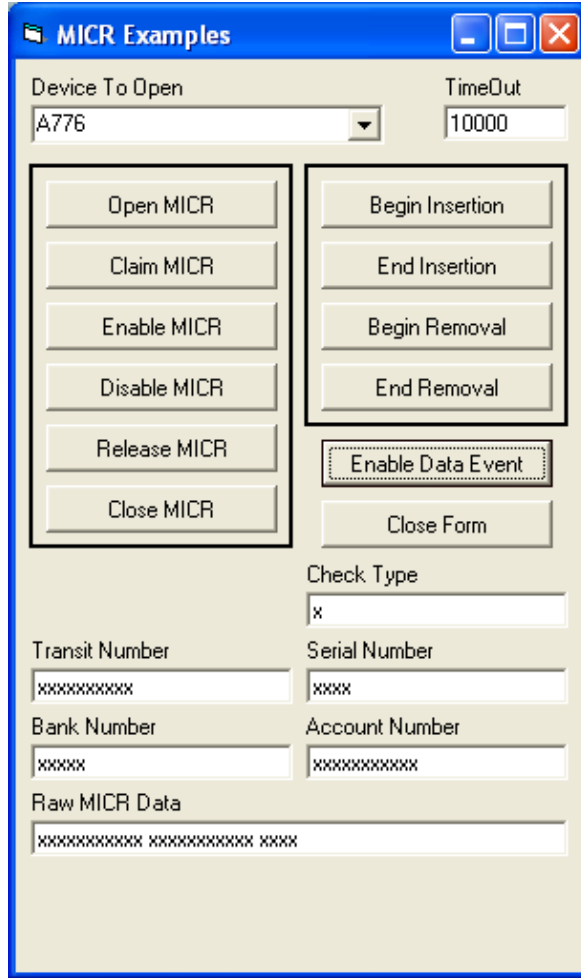 MICR Examples
Device To Open TimeOut
A776 10000
Open MICR Begin Insertion
Claim MICR End Insertion
Enable MICR Begin Removal
Disable MICR End Removal
Release MICR Enable Data Event
Close MICR Close Form
Check Type
x
Transit Number Serial Number
xxxxxxxxxx xxxx
Bank Number Account Number
xxxxx xxxxxxxxxxx
Raw MICR Data
xxxxxxxxxxx xxxxxxxxxxx xxxx